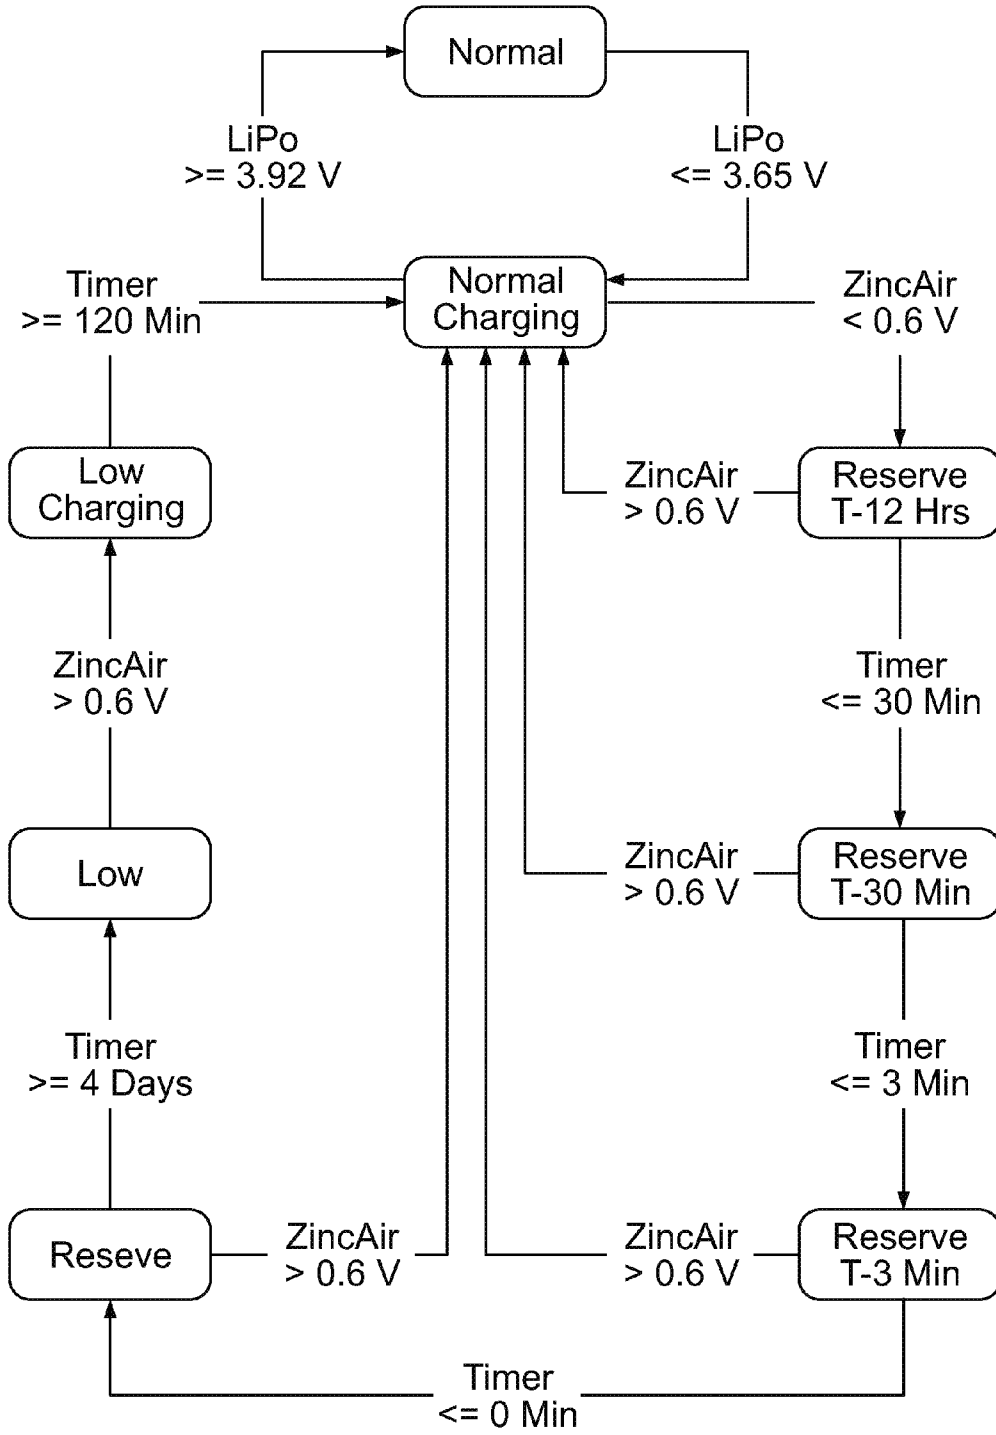 Normal
LiPo
>= 3.92 V
LiPo
<= 3.65 V
Normal
Charging
Timer
>= 120 Min
ZincAir
< 0.6 V
Low
Charging
ZincAir
> 0.6 V
Reserve
T-12 Hrs
ZincAir
> 0.6 V
Timer
<= 30 Min
Low
ZincAir
> 0.6 V
Reserve
T-30 Min
Timer
>= 4 Days
Timer
<= 3 Min
Reseve
ZincAir
> 0.6 V
ZincAir
> 0.6 V
Reserve
T-3 Min
Timer
<= 0 Min